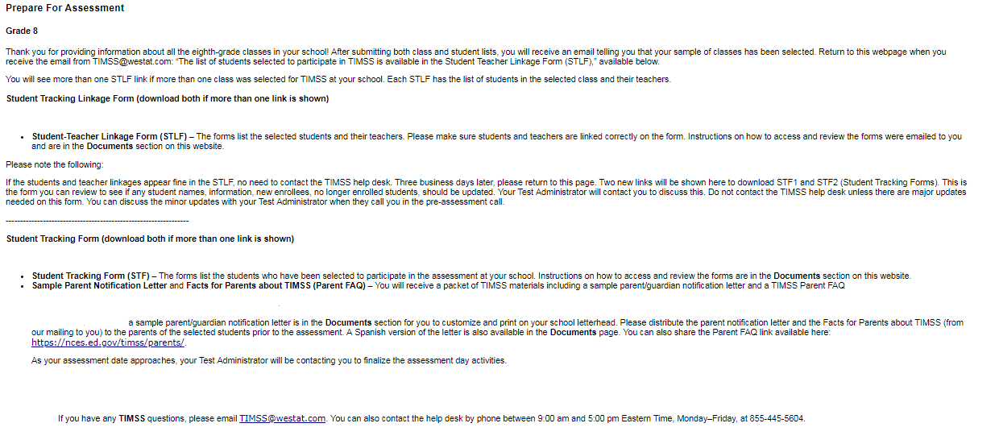 Prepare For Assessment
Grade 8
Thank you for providing information about all the eighth-grade classes in your school! After submitting both class and student lists, you will receive an email telling you that your sample of classes has been selected. Return to this webpage when you
receive the email from TIMSS@westat.com: “The list of students selected to participate in TIMSS is available in the Student Teacher Linkage Form (STLF),” available below.
You will see more than one STLF link if more than one class was selected for TIMSS at your school. Each STLF has the list of students in the selected class and their teachers.
Student Tracking Linkage Form (download both if more than one link is shown)
• Student-Teacher Linkage Form (STLF) – The forms list the selected students and their teachers. Please make sure students and teachers are linked correctly on the form. Instructions on how to access and review the forms were emailed to you
and are in the Documents section on this website.
Please note the following:
If the students and teacher linkages appear fine in the STLF, no need to contact the TIMSS help desk. Three business days later, please return to this page. Two new links will be shown here to download STF1 and STF2 (Student Tracking Forms). This is
the form you can review to see if any student names, information, new enrollees, no longer enrolled students, should be updated. Your Test Administrator will contact you to discuss this. Do not contact the TIMSS help desk unless there are major updates
needed on this form. You can discuss the minor updates with your Test Administrator when they call you in the pre-assessment call.
----------------------------------------------------------------
Student Tracking Form (download both if more than one link is shown)
• Student Tracking Form (STF) – The forms list the students who have been selected to participate in the assessment at your school. Instructions on how to access and review the forms are in the Documents section on this website.
• Sample Parent Notification Letter and Facts for Parents about TIMSS (Parent FAQ) – You will receive a packet of TIMSS materials including a sample parent/guardian notification letter and a TIMSS Parent FAQ
a sample parent/guardian notification letter is in the Documents section for you to customize and print on your school letterhead. Please distribute the parent notification letter and the Facts for Parents about TIMSS (from
our mailing to you) to the parents of the selected students prior to the assessment. A Spanish version of the letter is also available in the Documents page. You can also share the Parent FAQ link available here:
https://nces.ed.gov/timss/parents/.
As your assessment date approaches, your Test Administrator will be contacting you to finalize the assessment day activities.
If you have any TIMSS questions, please email TIMSS@westat.com. You can also contact the help desk by phone between 9:00 am and 5:00 pm Eastern Time, Monday–Friday, at 855-445-5604.